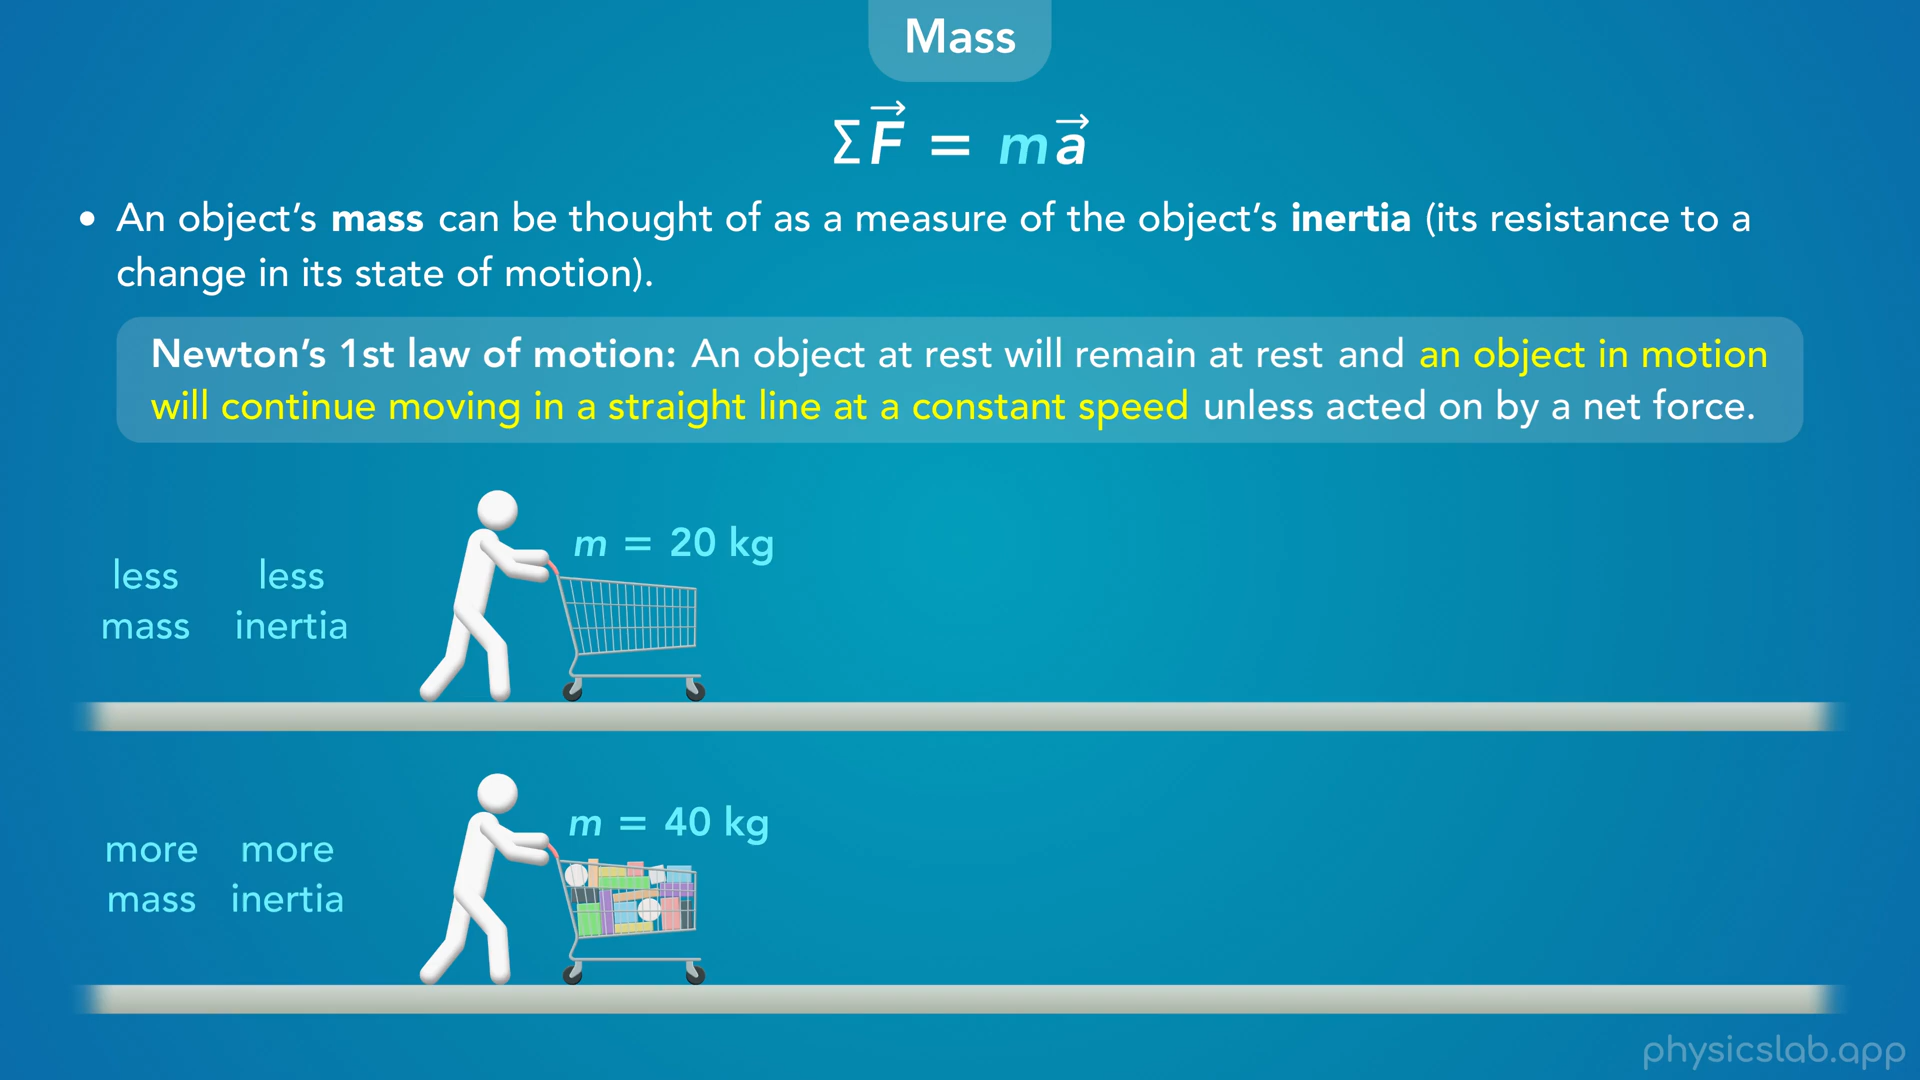 Mass
ΣF⃗ = ma⃗
• An object’s mass can be thought of as a measure of the object’s inertia (its resistance to a
change in its state of motion).
Newton’s 1st law of motion: An object at rest will remain at rest and an object in motion
will continue moving in a straight line at a constant speed unless acted on by a net force.
m = 20 kg
less less
mass inertia
m = 40 kg
more more
mass inertia
physicslab.app